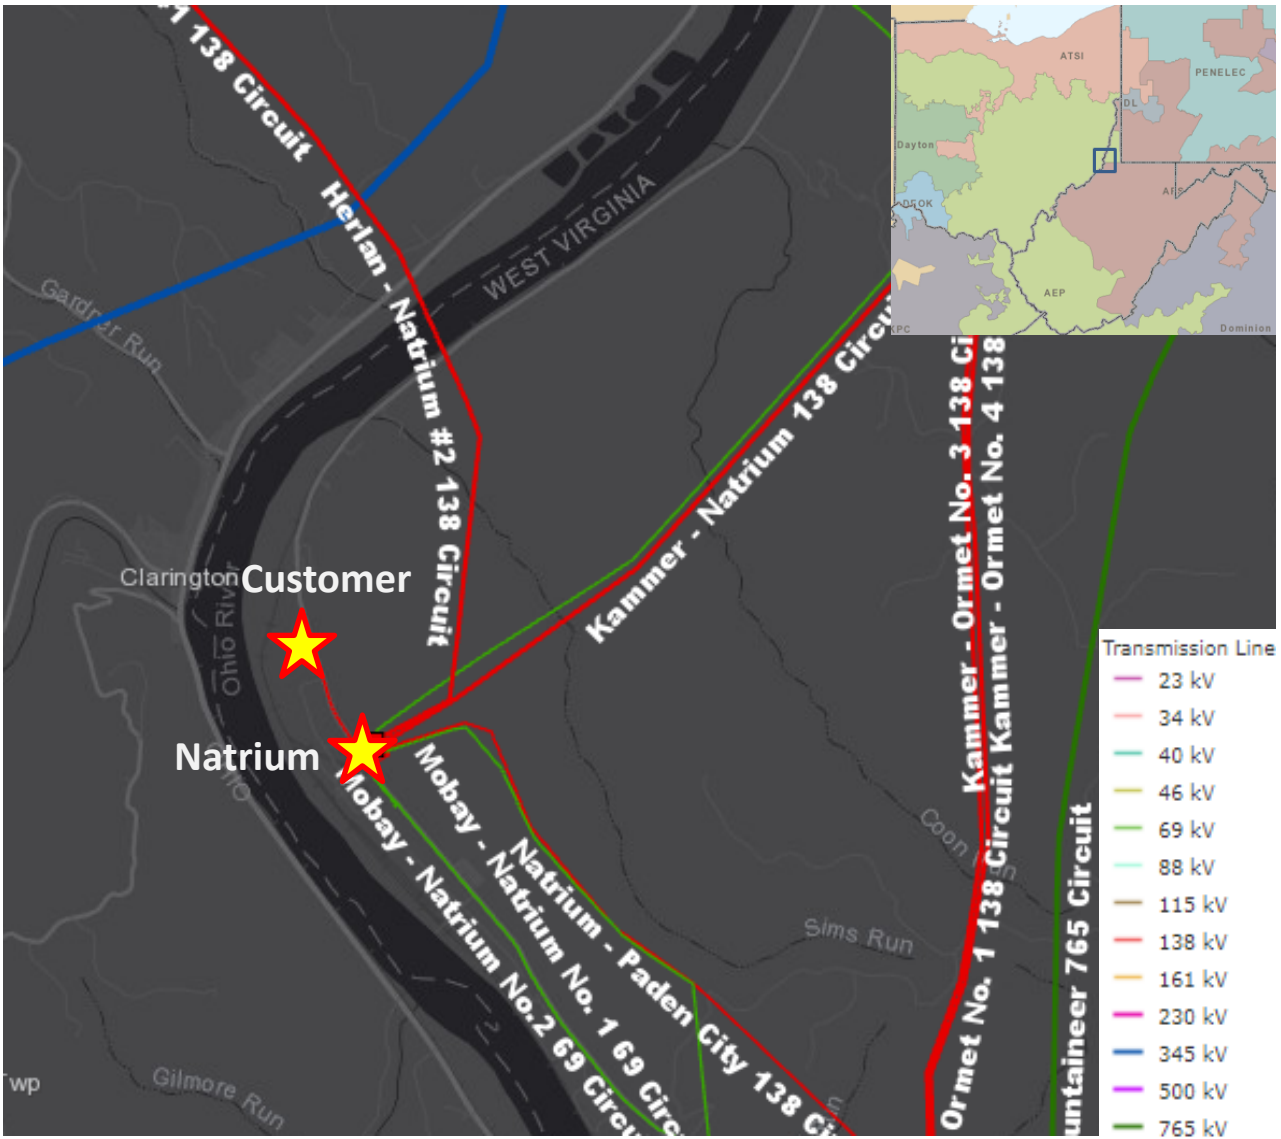 #1 138 Circuit
Herlan - Natrium #2 138 Circuit
WEST VIRGINIA
Gardner Run
ATSI
PENELEC
DL
Dayton
DEOK
APS
AEP
Dominion
Kammer - Natrium 138 Circu
Kammer - Ormet No. 3 138 Ci
Kammer - Ormet No. 4 138
Ormet No. 1 138 Circuit
untaineer 765 Circuit
Clarington
Customer
Ohio River
Natrium
OHIO
Mobay - Natrium No.2 69 Circu
Mobay - Natrium No. 1 69 Circ
Natrium - Paden City 138 Ci
Coon Run
Sims Run
Gilmore Run
Twp
Transmission Line
23 kV
34 kV
40 kV
46 kV
69 kV
88 kV
115 kV
138 kV
161 kV
230 kV
345 kV
500 kV
765 kV